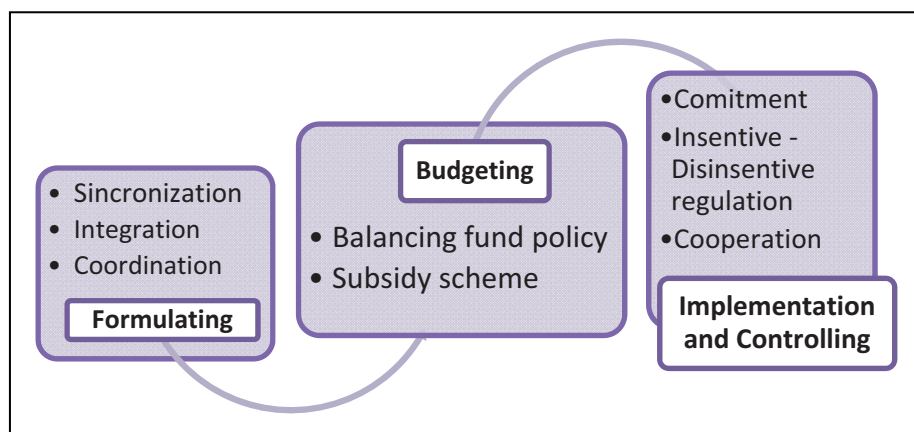 • Sincronization
• Integration
• Coordination
Formulating
Budgeting
• Balancing fund policy
• Subsidy scheme
•Comitment
•Insentive -
Disinsentive
regulation
•Cooperation
Implementation
and Controlling